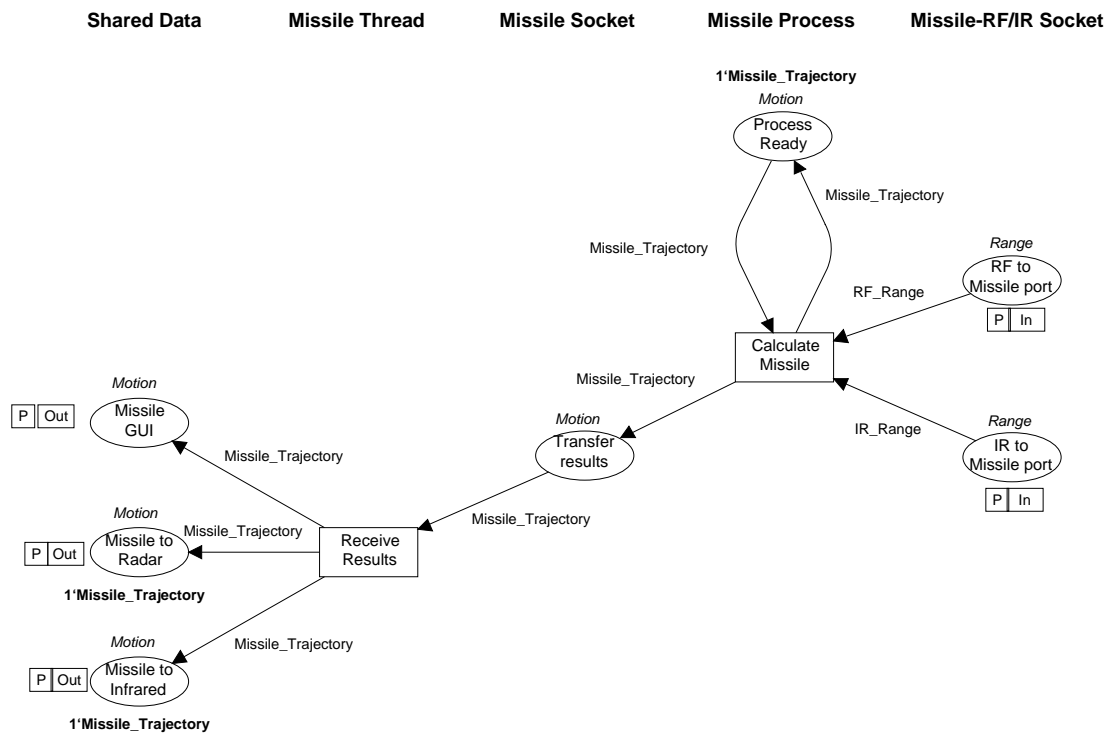 Shared Data
Missile Thread
Missile Socket
Missile Process
Missile-RF/IR Socket
1‘Missile_Trajectory
Motion
Process
Ready
Missile_Trajectory
Missile_Trajectory
Range
RF to
Missile port
P In
RF_Range
Calculate
Missile
Missile_Trajectory
IR_Range
Range
IR to
Missile port
P In
Motion
Transfer
results
Motion
Missile
GUI
P Out
Missile_Trajectory
Missile_Trajectory
Motion
Missile to
Radar
P Out
Missile_Trajectory
1‘Missile_Trajectory
Receive
Results
Missile_Trajectory
Motion
Missile to
Infrared
P Out
1‘Missile_Trajectory